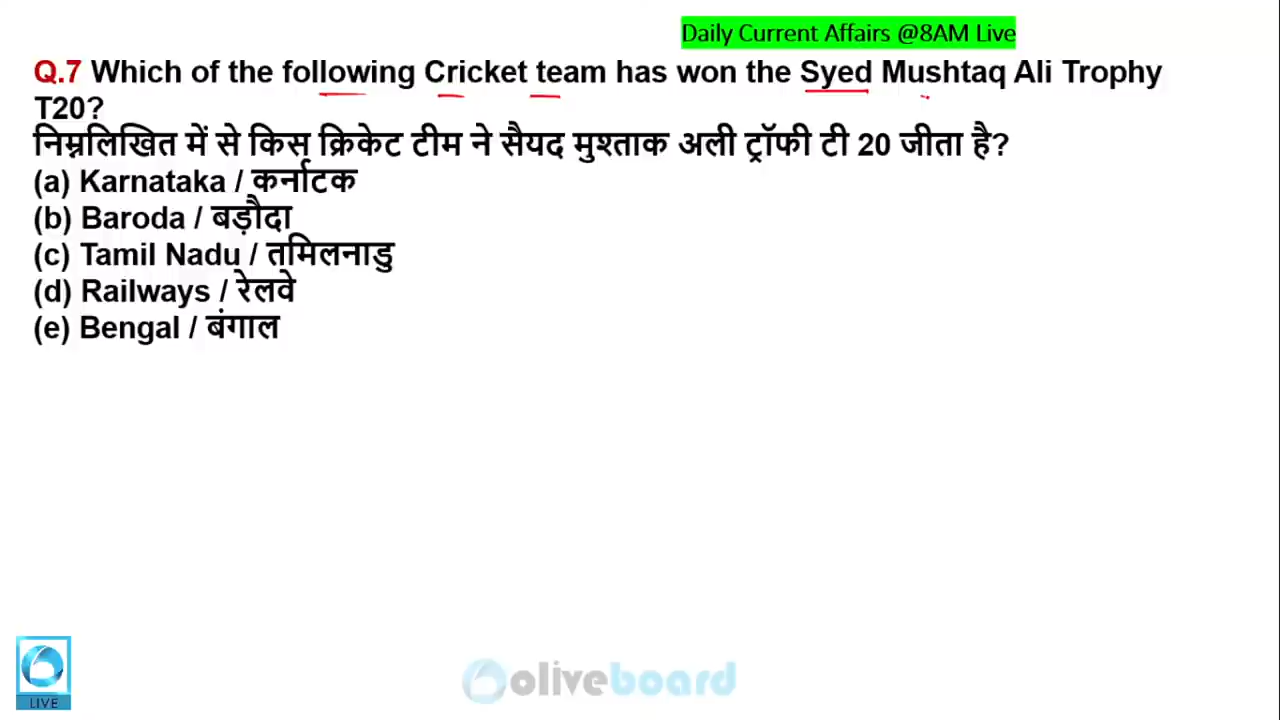 Daily Current Affairs @8AM Live
Q.7 Which of the following Cricket team has won the Syed Mushtaq Ali Trophy
T20?
निम्नलिखित में से किस क्रिकेट टीम ने सैयद मुश्ताक अली ट्रॉफी टी 20 जीता है?
(a) Karnataka / कर्नाटक
(b) Baroda / बड़ौदा
(c) Tamil Nadu / तमिलनाडु
(d) Railways / रेलवे
(e) Bengal / बंगाल
LIVE
oliveboard